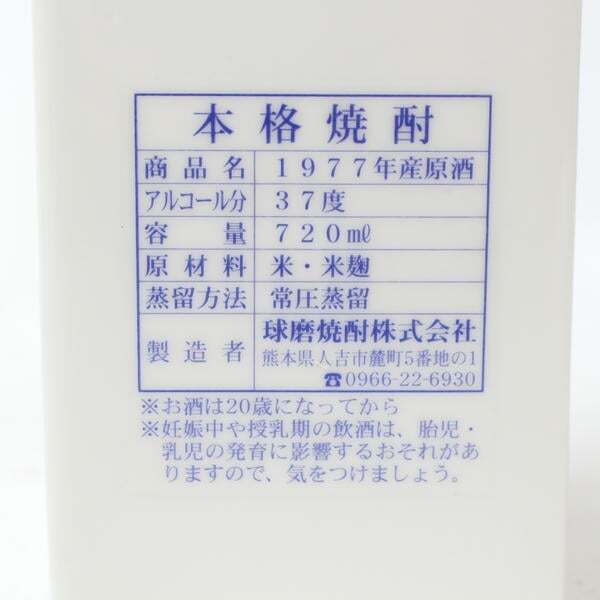 本格焼酎
商品名 1977年産原酒
アルコール分 37度
容量 720㎖
原材料 米・米麹
蒸留方法 常圧蒸留
製造者 球磨焼酎株式会社
熊本県人吉市麓町5番地の1
☎0966-22-6930
※お酒は20歳になってから
※妊娠中や授乳期の飲酒は、胎児・
乳児の発育に影響するおそれがあ
りますので、気をつけましょう。